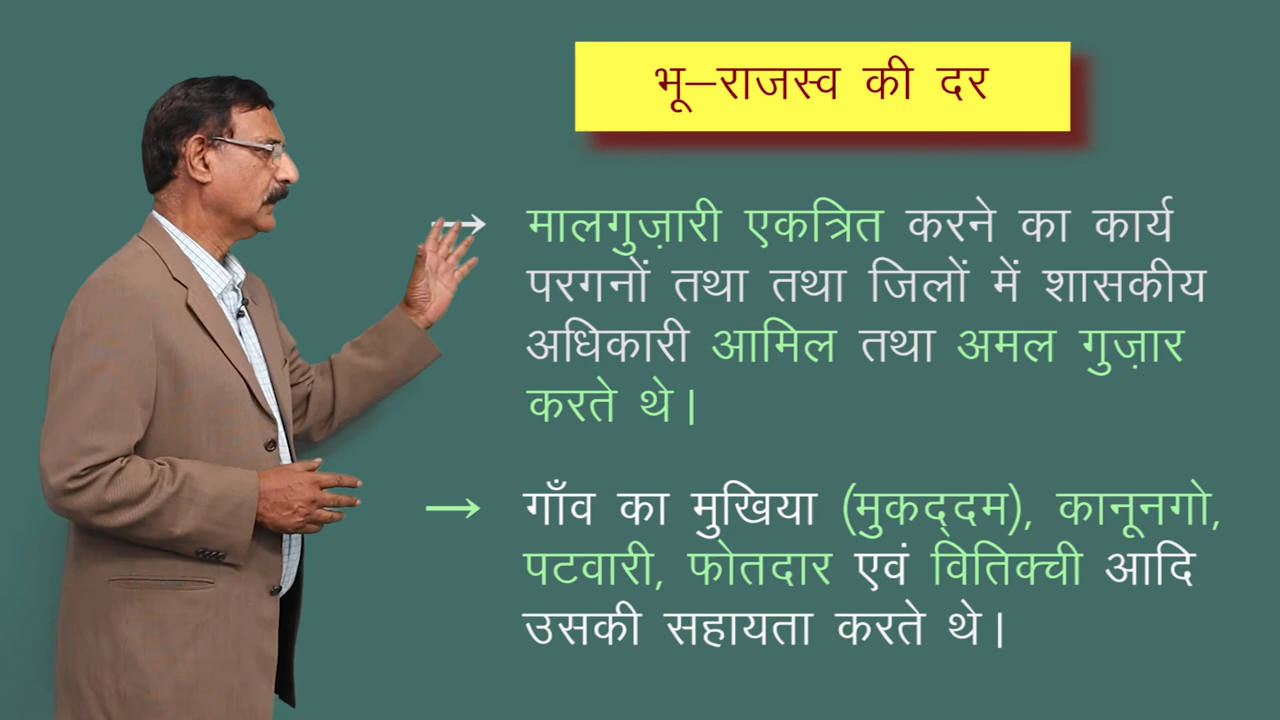 भू–राजस्व की दर
→ मालगुज़ारी एकत्रित करने का कार्य
परगनों तथा तथा जिलों में शासकीय
अधिकारी आमिल तथा अमल गुज़ार
करते थे।
→ गाँव का मुखिया (मुकद्दम), कानूनगो,
पटवारी, फोतदार एवं वितिक्ची आदि
उसकी सहायता करते थे।